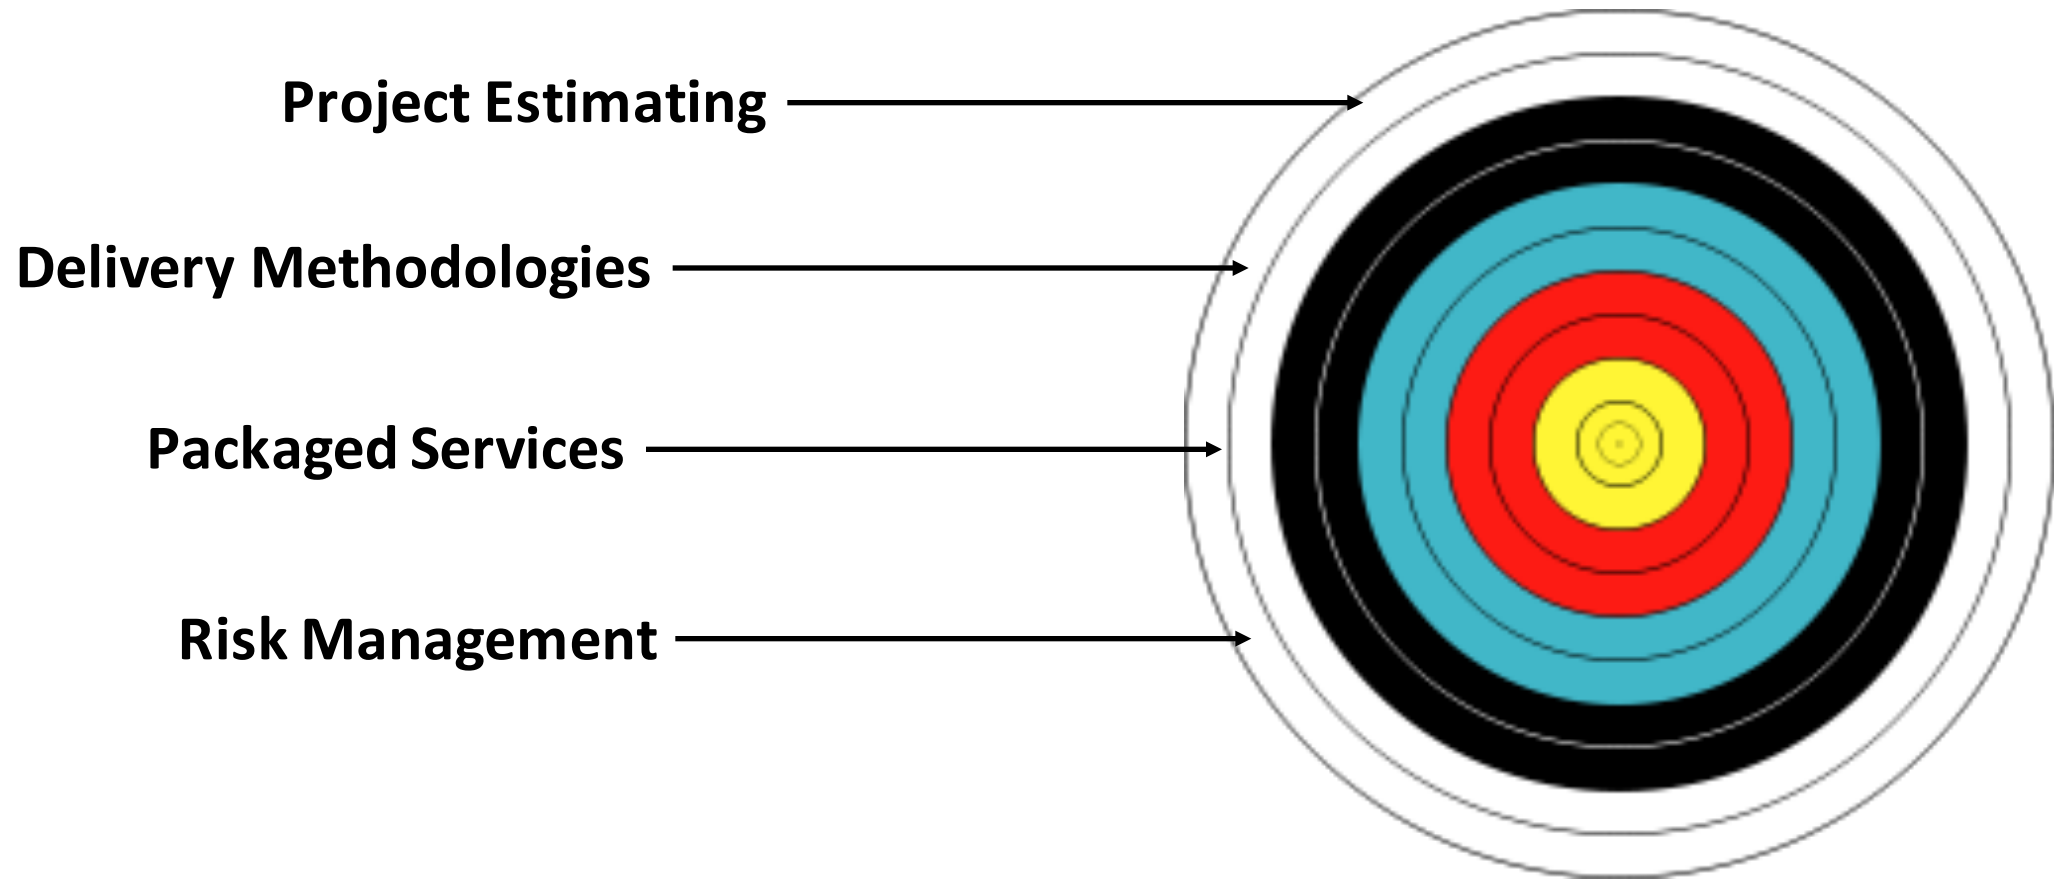 Project Estimating
Delivery Methodologies
Packaged Services
Risk Management